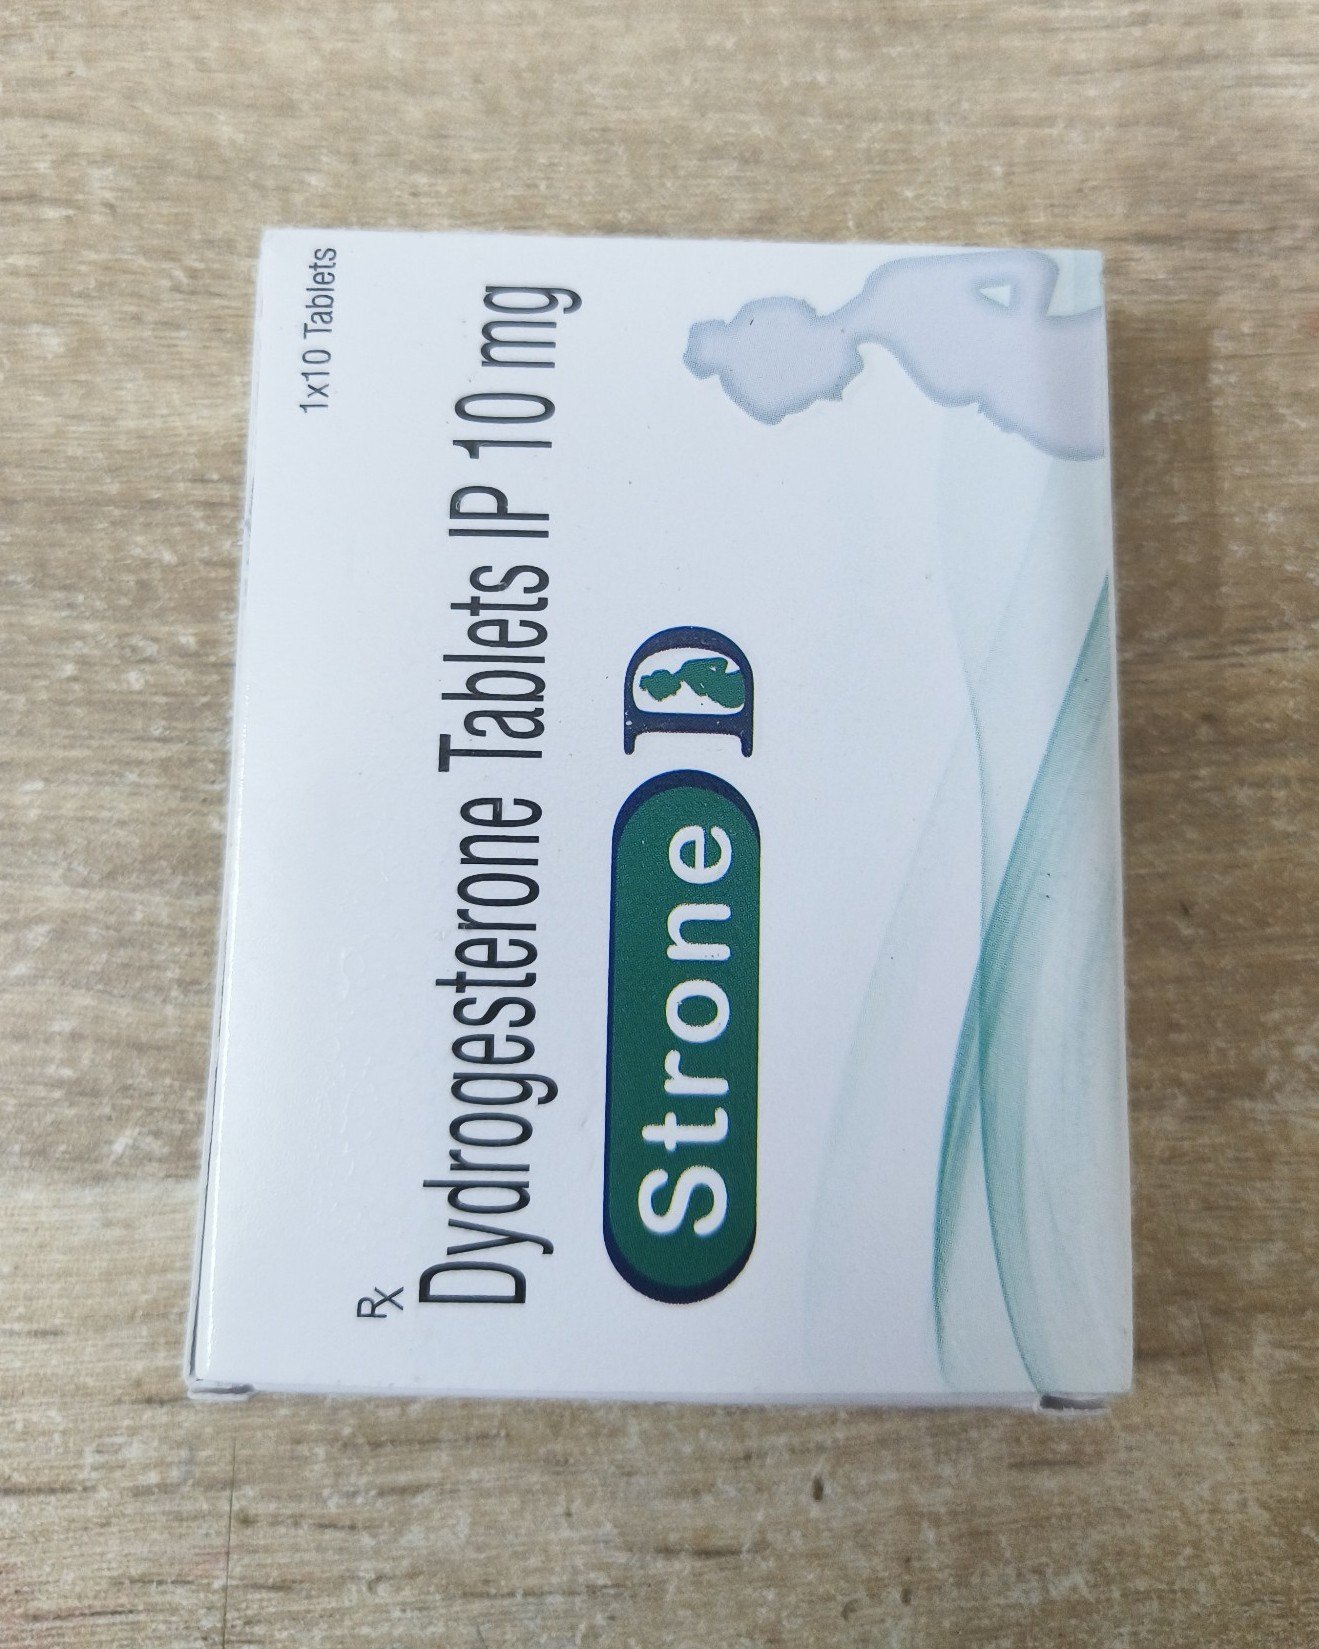 1x10 Tablets
Rx
Dydrogesterone Tablets IP 10 mg
Strone D